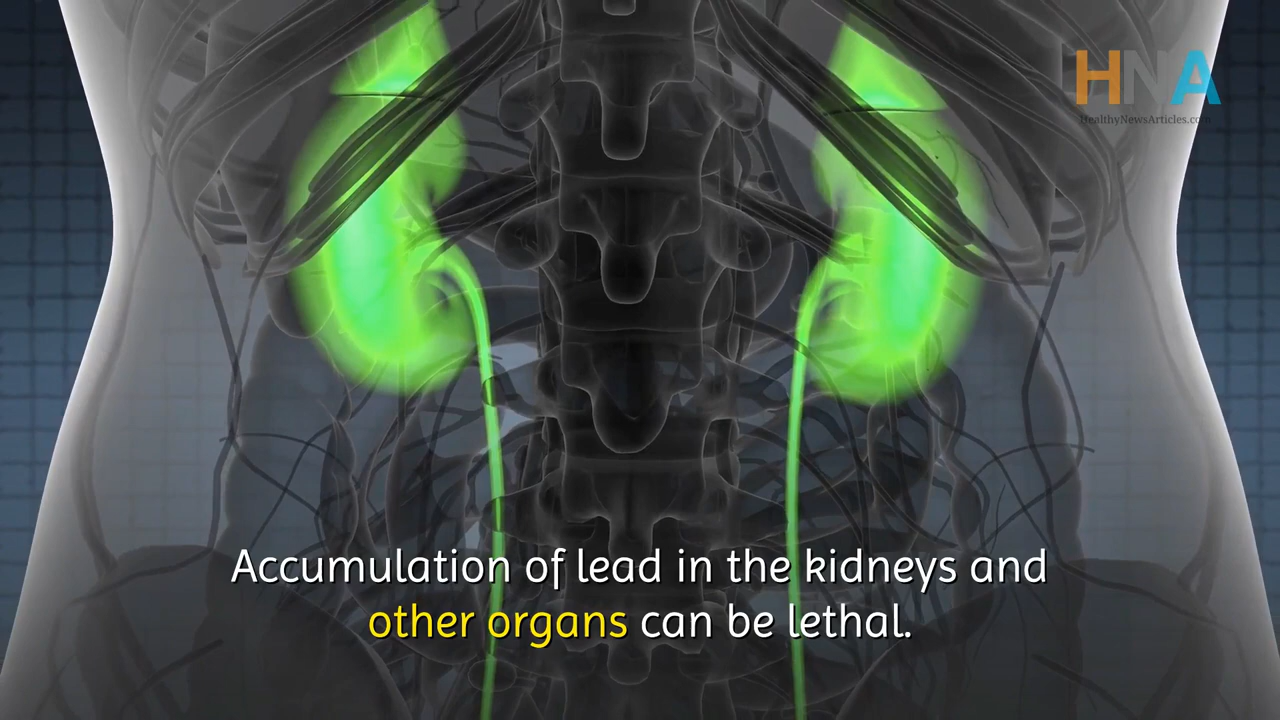 HNA
HealthyNewsArticles.com
Accumulation of lead in the kidneys and
other organs can be lethal.